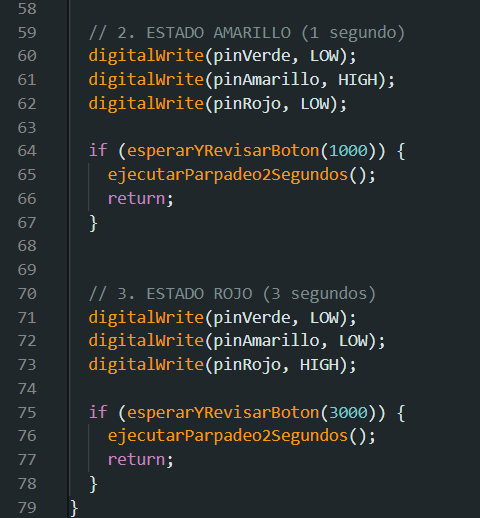 58
59 // 2. ESTADO AMARILLO (1 segundo)
60 digitalWrite(pinVerde, LOW);
61 digitalWrite(pinAmarillo, HIGH);
62 digitalWrite(pinRojo, LOW);
63
64 if (esperarYRevisarBoton(1000)) {
65 ejecutarParpadeo2Segundos();
66 return;
67 }
68
69
70 // 3. ESTADO ROJO (3 segundos)
71 digitalWrite(pinVerde, LOW);
72 digitalWrite(pinAmarillo, LOW);
73 digitalWrite(pinRojo, HIGH);
74
75 if (esperarYRevisarBoton(3000)) {
76 ejecutarParpadeo2Segundos();
77 return;
78 }
79 }